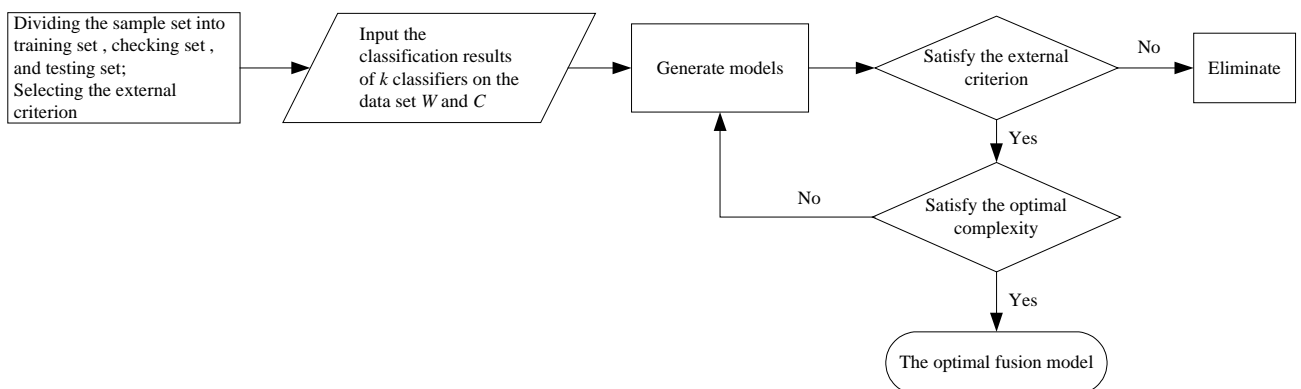 Dividing the sample set into
training set , checking set ,
and testing set;
Selecting the external
criterion
Input the
classification results
of k classifiers on the
data set W and C
Generate models
Satisfy the external
criterion
No
Eliminate
Yes
No
Satisfy the optimal
complexity
Yes
The optimal fusion model